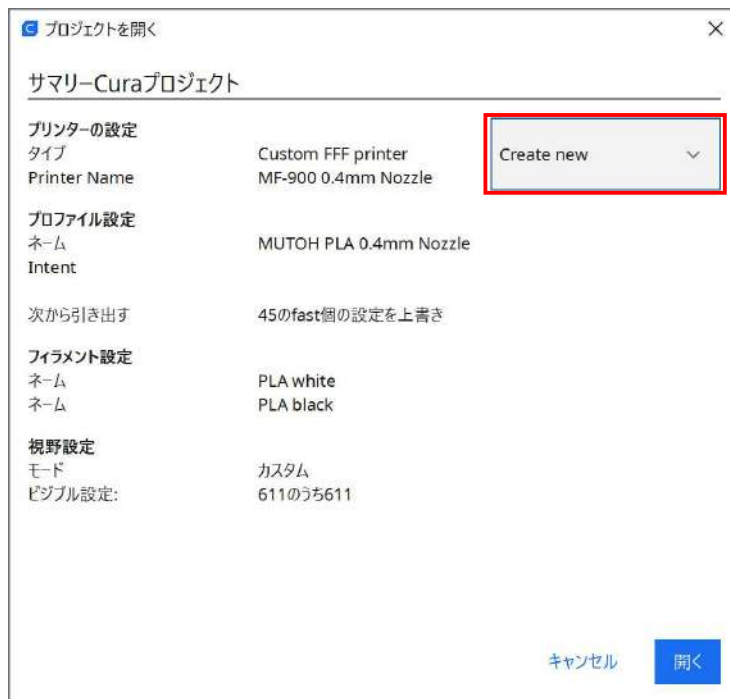 プロジェクトを開く
サマリーCuraプロジェクト
プリンターの設定
タイプ Custom FFF printer
Printer Name MF-900 0.4mm Nozzle
Create new
プロファイル設定
ネーム MUTOH PLA 0.4mm Nozzle
Intent
次から引き出す 45のfast個の設定を上書き
フィラメント設定
ネーム PLA white
ネーム PLA black
視野設定
モード カスタム
ビジブル設定: 611のうち611
キャンセル 開く